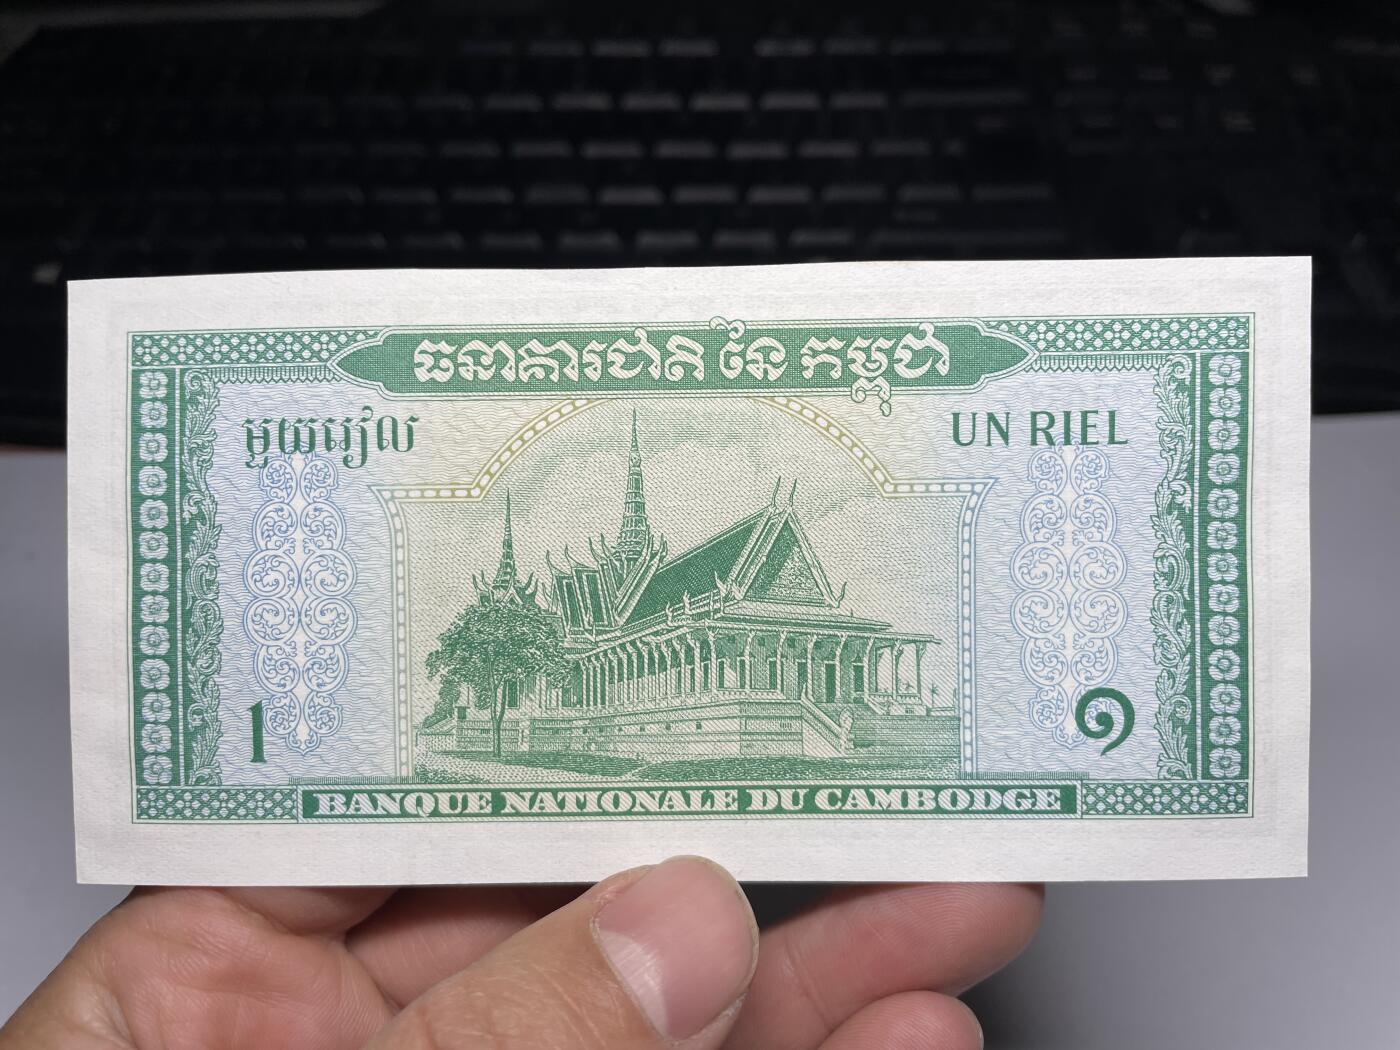 ធនាគារជាតិ នៃ កម្ពុជា
មួយរៀល
UN RIEL
1
១
BANQUE NATIONALE DU CAMBODGE